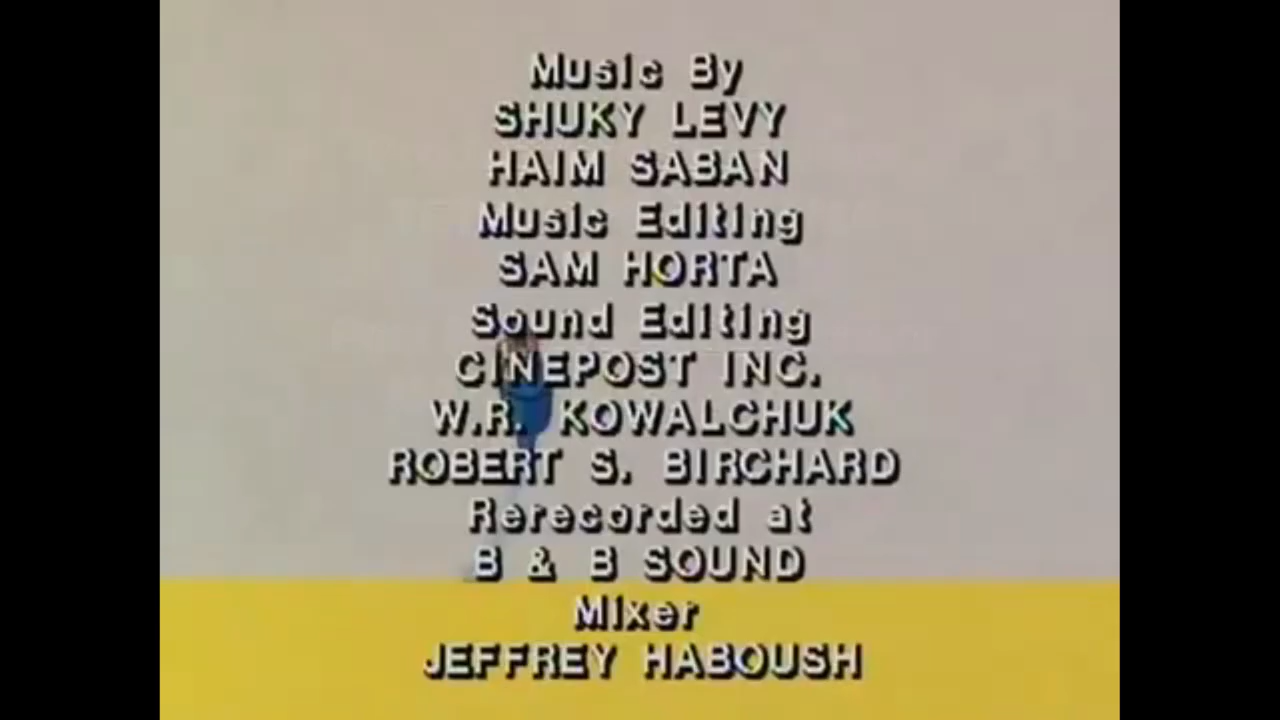 Music By
SHUKY LEVY
HAIM SABAN
Music Editing
SAM HORTA
Sound Editing
CINEPOST INC.
W.R. KOWALCHUK
ROBERT S. BIRCHARD
Rerecorded at
B & B SOUND
Mixer
JEFFREY HABOUSH